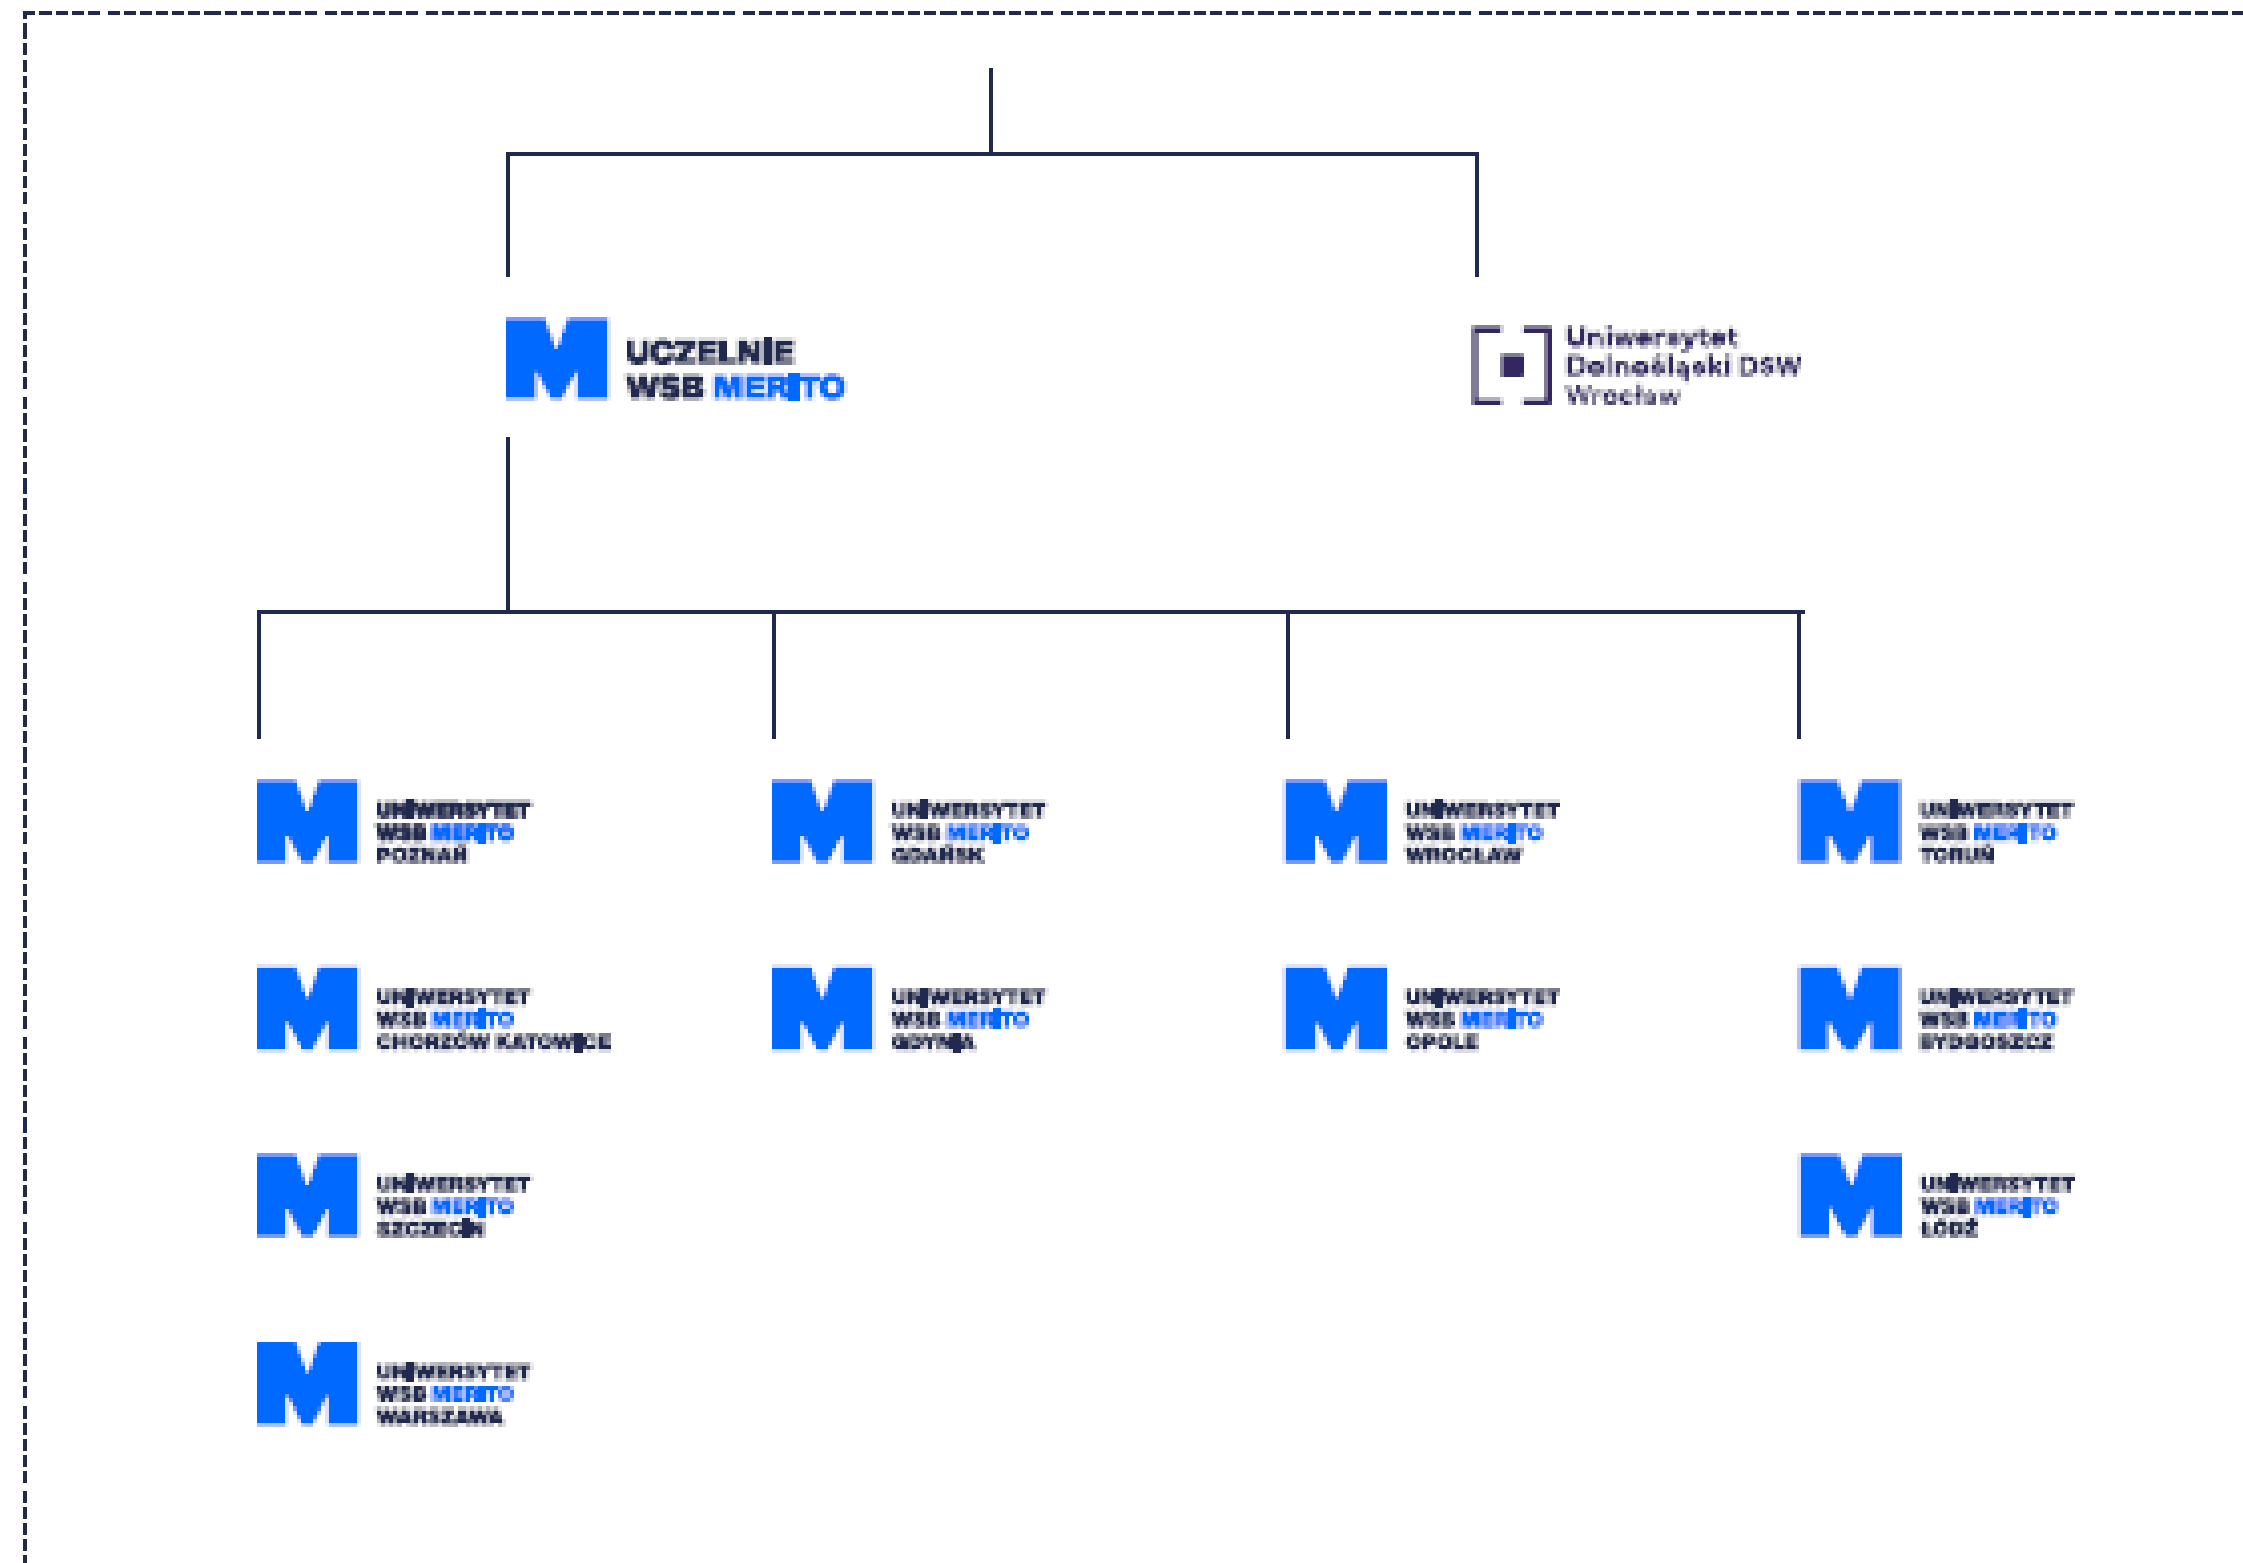 UCZELNIE
WSB MERITO
Uniwersytet
Dolnośląski DSW
Wrocław
UNIWERSYTET
WSB MERITO
POZNAŃ
UNIWERSYTET
WSB MERITO
GDAŃSK
UNIWERSYTET
WSB MERITO
WROCŁAW
UNIWERSYTET
WSB MERITO
TORUŃ
UNIWERSYTET
WSB MERITO
CHORZÓW KATOWICE
UNIWERSYTET
WSB MERITO
GDYNIA
UNIWERSYTET
WSB MERITO
OPOLE
UNIWERSYTET
WSB MERITO
BYDGOSZCZ
UNIWERSYTET
WSB MERITO
SZCZECIN
UNIWERSYTET
WSB MERITO
ŁÓDŹ
UNIWERSYTET
WSB MERITO
WARSZAWA